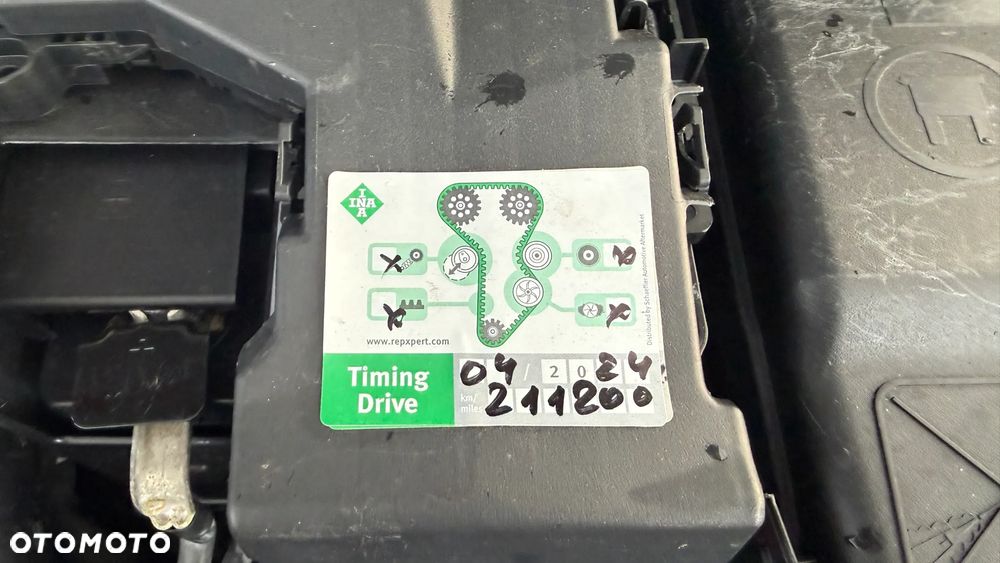 I
INA
A
www.repxpert.com
Distributed by Schaeffler Automotive Aftermarket
Timing
Drive
04 / 2024
km/
miles
211200
OTOMOTO